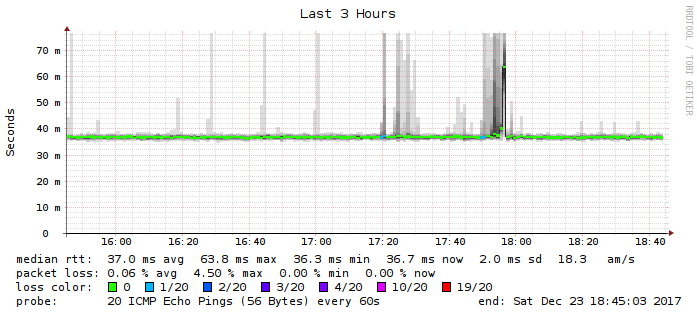 Last 3 Hours
RRDTOOL / TOBI OETIKER
Seconds
70 m
60 m
50 m
40 m
30 m
20 m
10 m
0
16:00 16:20 16:40 17:00 17:20 17:40 18:00 18:20 18:40
median rtt: 37.0 ms avg 63.8 ms max 36.3 ms min 36.7 ms now 2.0 ms sd 18.3 am/s
packet loss: 0.06 % avg 4.50 % max 0.00 % min 0.00 % now
loss color: 0 1/20 2/20 3/20 4/20 10/20 19/20
probe: 20 ICMP Echo Pings (56 Bytes) every 60s end: Sat Dec 23 18:45:03 2017